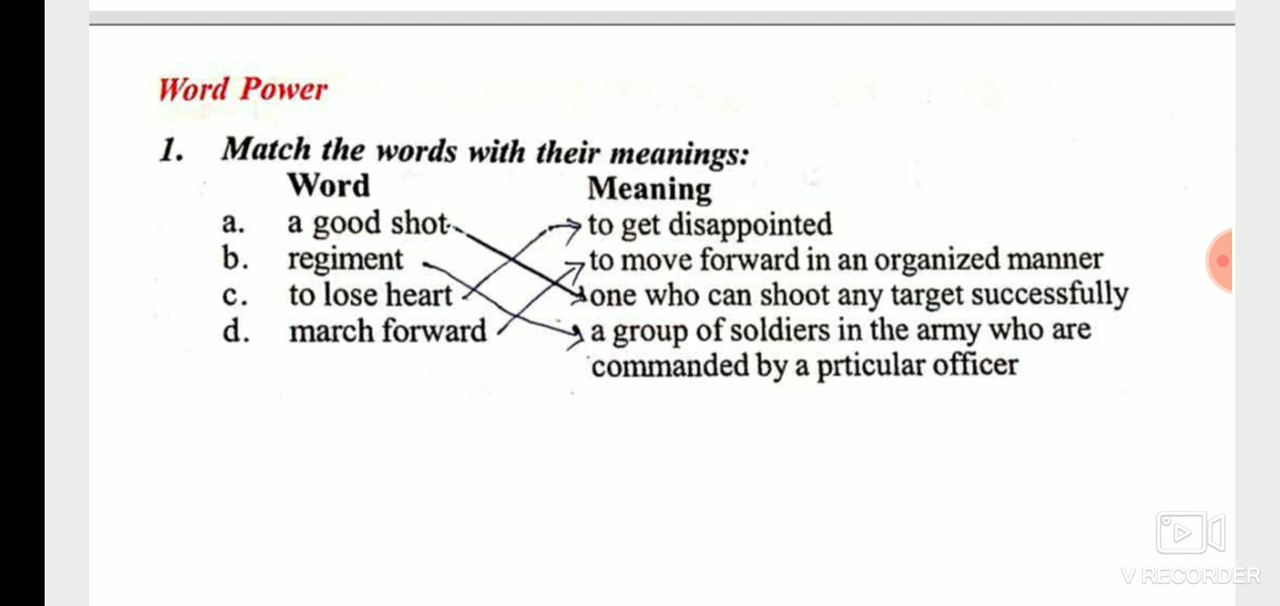 Word Power
1. Match the words with their meanings:
Word Meaning
a. a good shot to get disappointed
b. regiment to move forward in an organized manner
c. to lose heart one who can shoot any target successfully
d. march forward a group of soldiers in the army who are
commanded by a prticular officer
V RECORDER